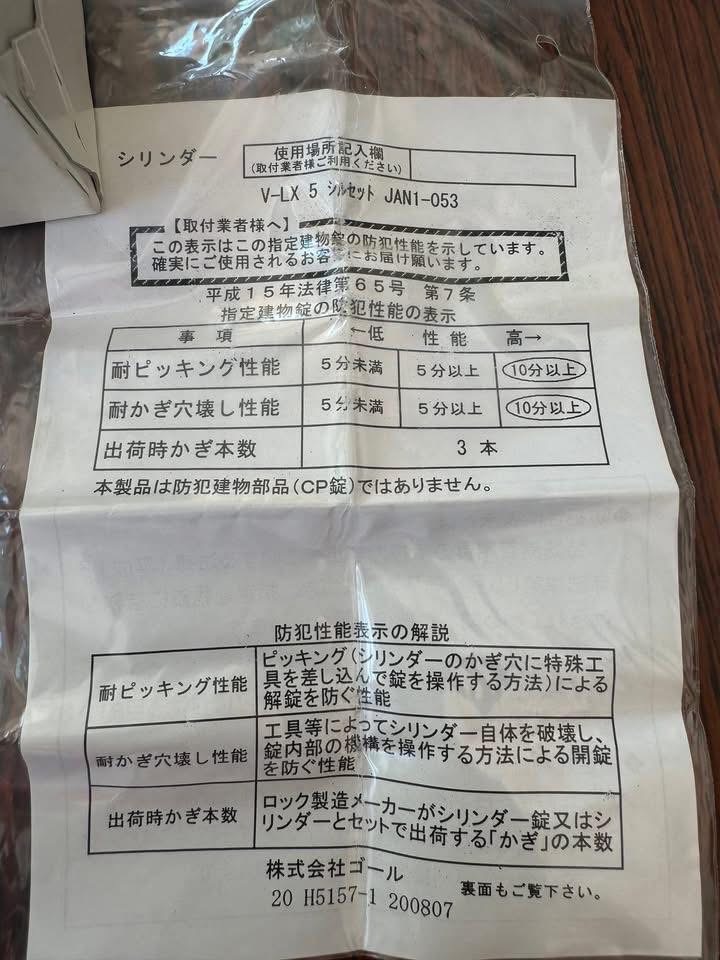 シリンダー
使用場所記入欄
(取付業者様ご利用ください)
V-LX 5 シルセット JAN1-053
【取付業者様へ】
この表示はこの指定建物錠の防犯性能を示しています。
確実にご使用されるお客様にお届け願います。
平成15年法律第65号 第7条
指定建物錠の防犯性能の表示
事項 ←低 性能 高→
耐ピッキング性能 5分未満 5分以上 10分以上
耐かぎ穴壊し性能 5分未満 5分以上 10分以上
出荷時かぎ本数 3本
本製品は防犯建物部品(CP錠)ではありません。
防犯性能表示の解説
耐ピッキング性能
ピッキング(シリンダーのかぎ穴に特殊工
具を差し込んで錠を操作する方法)による
解錠を防ぐ性能
耐かぎ穴壊し性能
工具等によってシリンダー自体を破壊し、
錠内部の機構を操作する方法による開錠
を防ぐ性能
出荷時かぎ本数
ロック製造メーカーがシリンダー錠又はシ
リンダーとセットで出荷する「かぎ」の本数
株式会社ゴール
20 H5157-1 200807
裏面もご覧下さい。